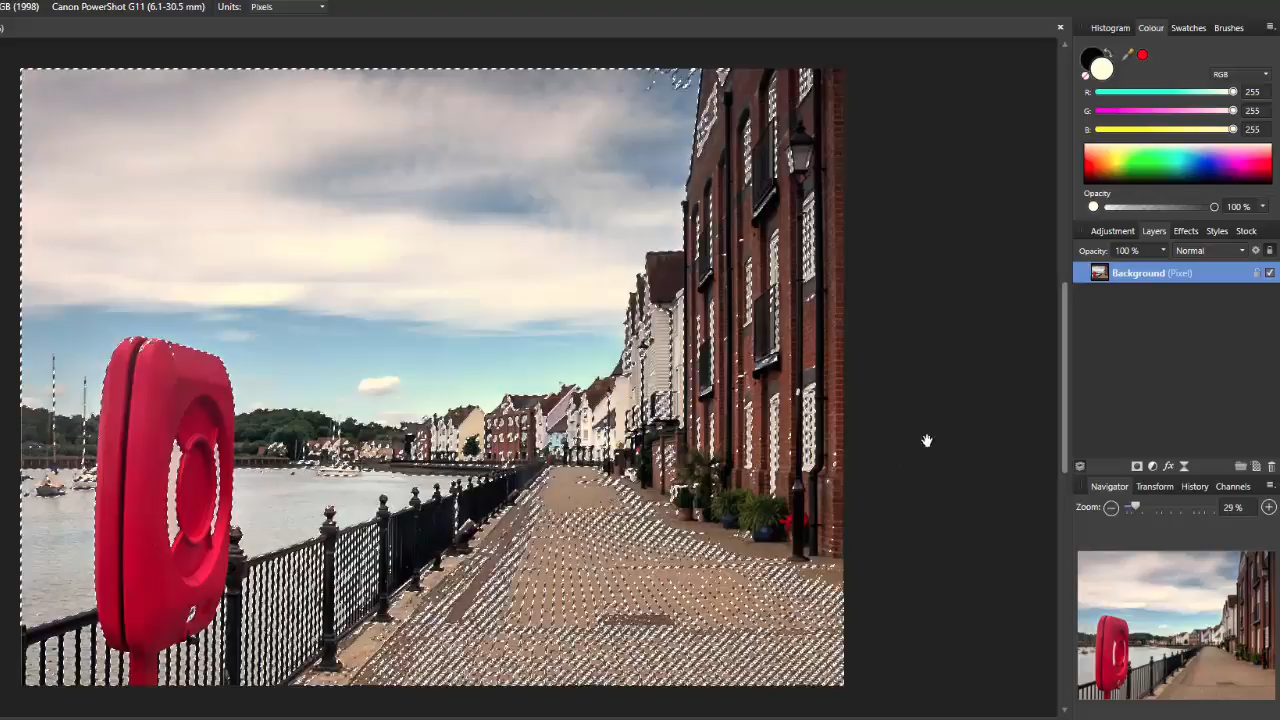 GB (1998) Canon PowerShot G11 (6.1-30.5 mm) Units: Pixels
)
Histogram Colour Swatches Brushes
RGB
R: 255
G: 255
B: 255
Opacity
100 %
Adjustment Layers Effects Styles Stock
Opacity: 100 % Normal
Background (Pixel)
fx
Navigator Transform History Channels
Zoom: 29 %